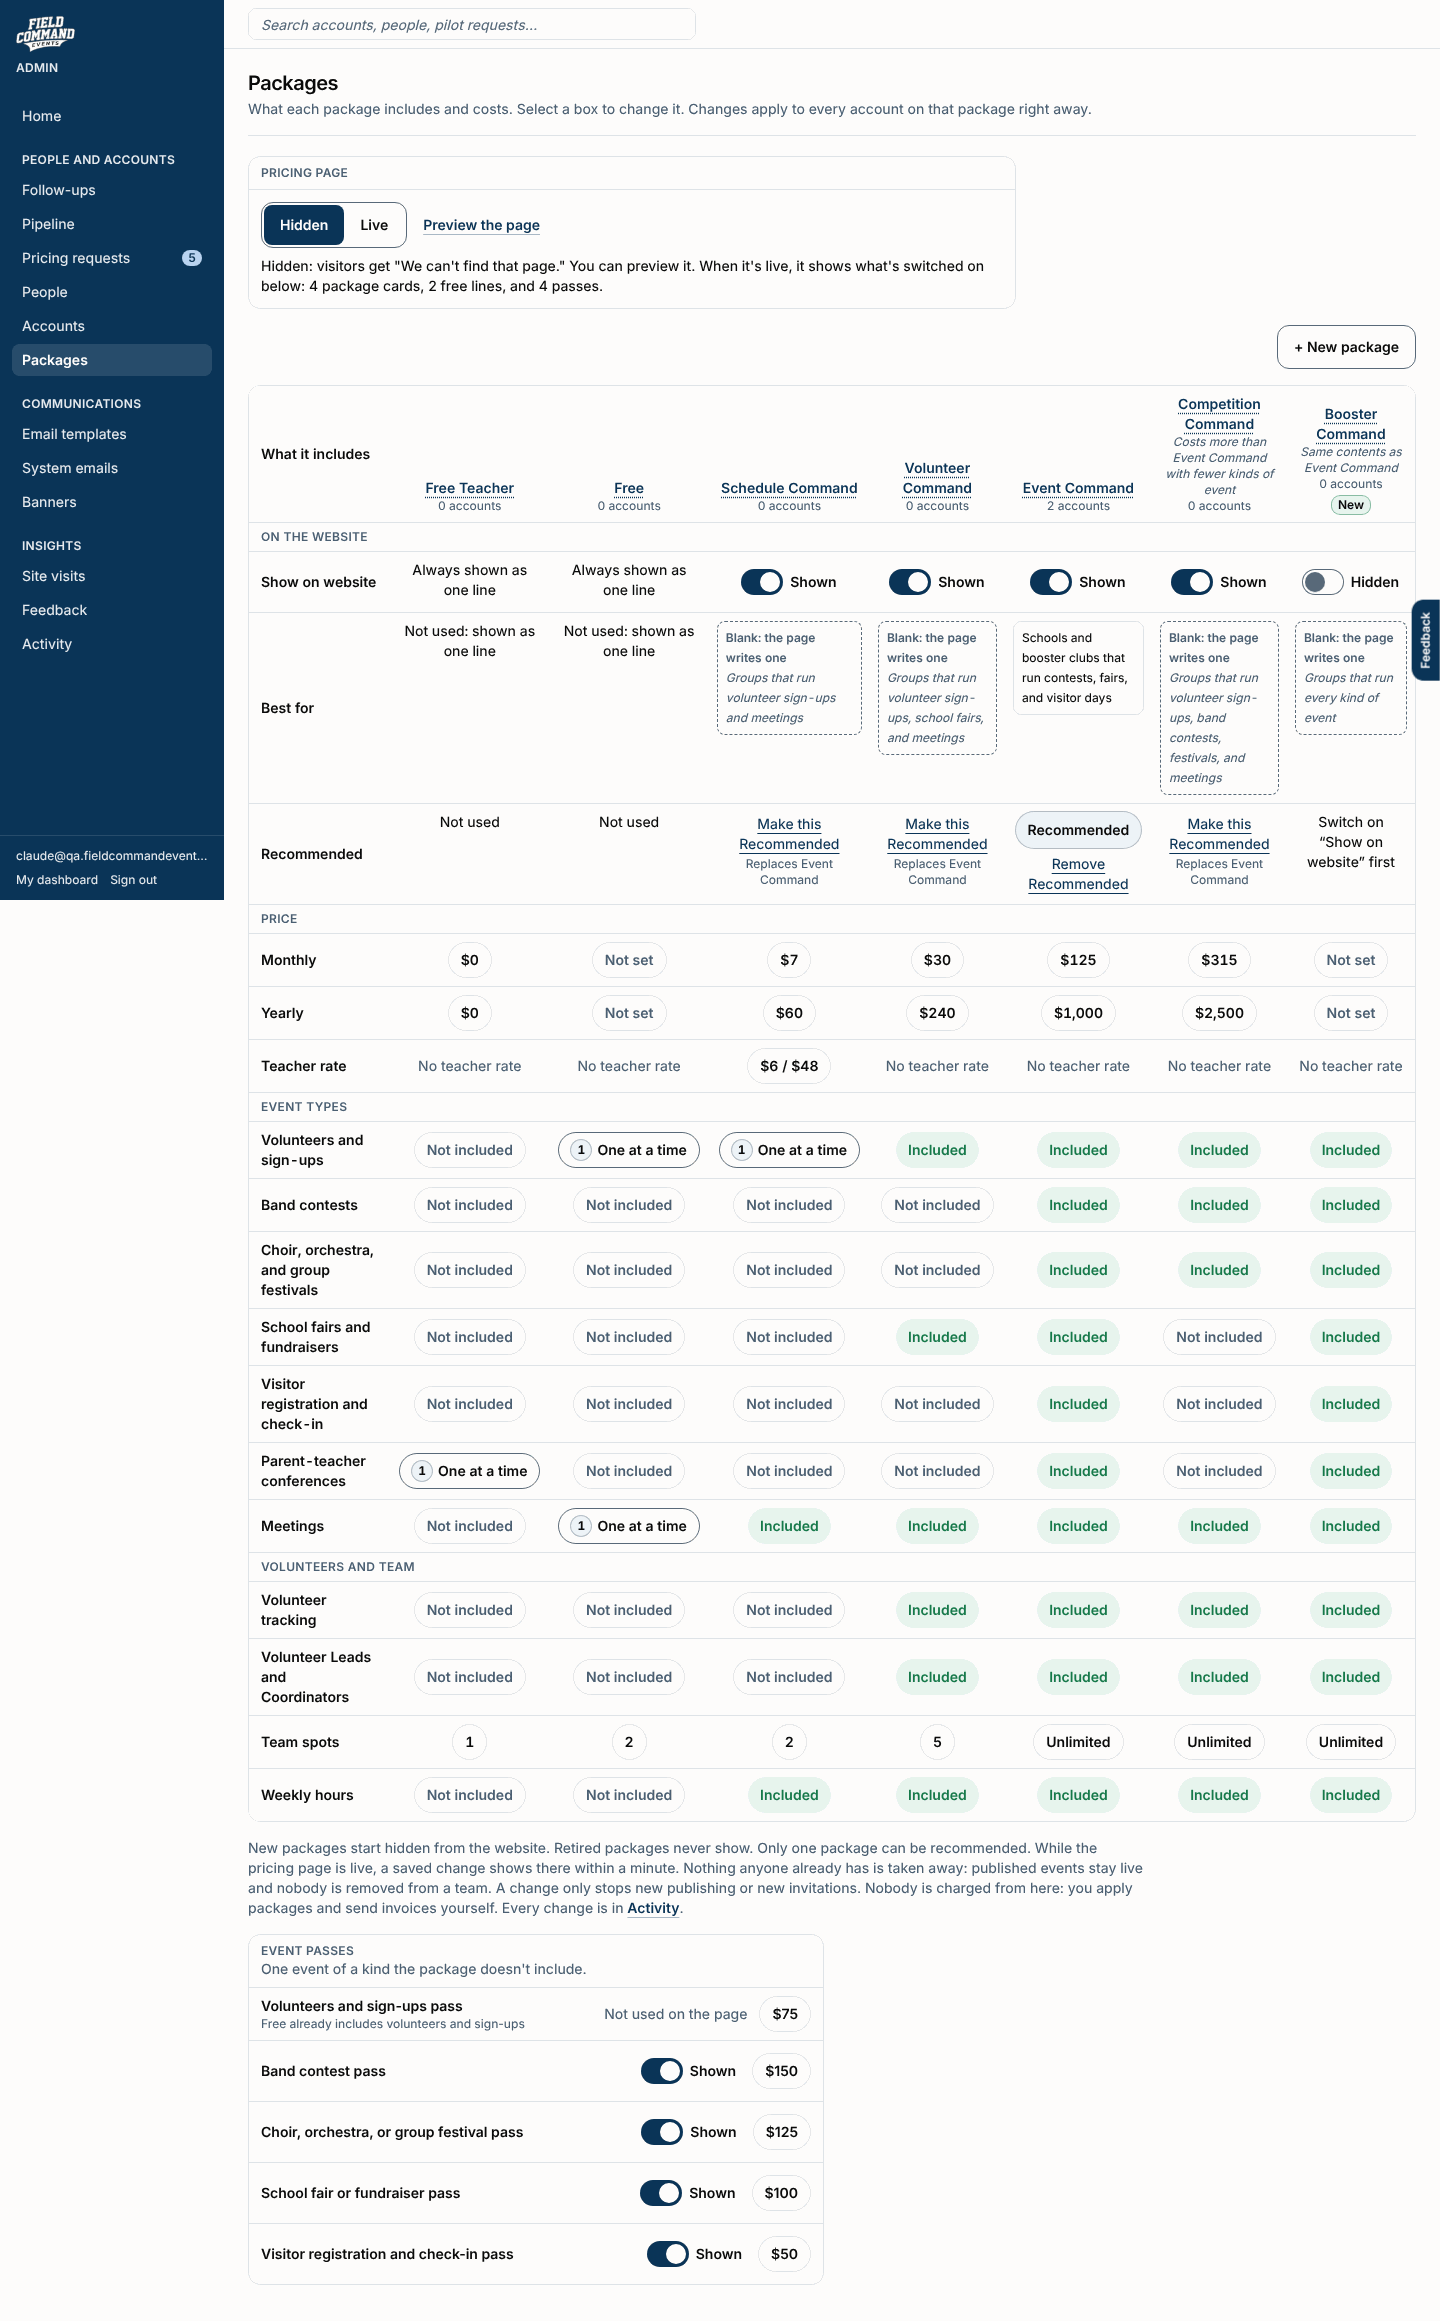 FIELD
COMMAND
EVENTS
ADMIN
Home
PEOPLE AND ACCOUNTS
Follow-ups
Pipeline
Pricing requests 5
People
Accounts
Packages
COMMUNICATIONS
Email templates
System emails
Banners
INSIGHTS
Site visits
Feedback
Activity
claude@qa.fieldcommandevent...
My dashboard Sign out
Search accounts, people, pilot requests...
Packages
What each package includes and costs. Select a box to change it. Changes apply to every account on that package right away.
PRICING PAGE
Hidden Live Preview the page
Hidden: visitors get "We can't find that page." You can preview it. When it's live, it shows what's switched on
below: 4 package cards, 2 free lines, and 4 passes.
+ New package
What it includes
Free Teacher
0 accounts
Free
0 accounts
Schedule Command
0 accounts
Volunteer
Command
0 accounts
Event Command
2 accounts
Competition
Command
Costs more than
Event Command
with fewer kinds of
event
0 accounts
Booster
Command
Same contents as
Event Command
0 accounts
New
ON THE WEBSITE
Show on website
Always shown as
one line
Always shown as
one line
Shown
Shown
Shown
Shown
Hidden
Best for
Not used: shown as
one line
Not used: shown as
one line
Blank: the page
writes one
Groups that run
volunteer sign-ups
and meetings
Blank: the page
writes one
Groups that run
volunteer sign-
ups, school fairs,
and meetings
Schools and
booster clubs that
run contests, fairs,
and visitor days
Blank: the page
writes one
Groups that run
volunteer sign-
ups, band
contests,
festivals, and
meetings
Blank: the page
writes one
Groups that run
every kind of
event
Feedback
Recommended
Not used
Not used
Make this
Recommended
Replaces Event
Command
Make this
Recommended
Replaces Event
Command
Recommended
Remove
Recommended
Make this
Recommended
Replaces Event
Command
Switch on
“Show on
website” first
PRICE
Monthly $0 Not set $7 $30 $125 $315 Not set
Yearly $0 Not set $60 $240 $1,000 $2,500 Not set
Teacher rate No teacher rate No teacher rate $6 / $48 No teacher rate No teacher rate No teacher rate No teacher rate
EVENT TYPES
Volunteers and
sign-ups
Not included 1 One at a time 1 One at a time Included Included Included Included
Band contests Not included Not included Not included Not included Included Included Included
Choir, orchestra,
and group
festivals
Not included Not included Not included Not included Included Included Included
School fairs and
fundraisers
Not included Not included Not included Included Included Not included Included
Visitor
registration and
check-in
Not included Not included Not included Not included Included Not included Included
Parent-teacher
conferences
1 One at a time Not included Not included Not included Included Not included Included
Meetings Not included 1 One at a time Included Included Included Included Included
VOLUNTEERS AND TEAM
Volunteer
tracking
Not included Not included Not included Included Included Included Included
Volunteer Leads
and
Coordinators
Not included Not included Not included Included Included Included Included
Team spots 1 2 2 5 Unlimited Unlimited Unlimited
Weekly hours Not included Not included Included Included Included Included Included
New packages start hidden from the website. Retired packages never show. Only one package can be recommended. While the
pricing page is live, a saved change shows there within a minute. Nothing anyone already has is taken away: published events stay live
and nobody is removed from a team. A change only stops new publishing or new invitations. Nobody is charged from here: you apply
packages and send invoices yourself. Every change is in Activity.
EVENT PASSES
One event of a kind the package doesn't include.
Volunteers and sign-ups pass
Free already includes volunteers and sign-ups
Not used on the page $75
Band contest pass Shown $150
Choir, orchestra, or group festival pass Shown $125
School fair or fundraiser pass Shown $100
Visitor registration and check-in pass Shown $50